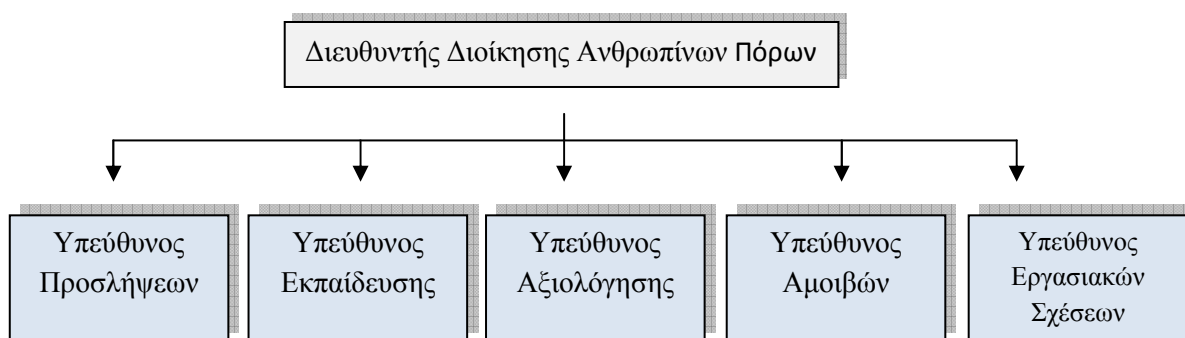 Διευθυντής Διοίκησης Ανθρωπίνων Πόρων
Υπεύθυνος
Προσλήψεων
Υπεύθυνος
Εκπαίδευσης
Υπεύθυνος
Αξιολόγησης
Υπεύθυνος
Αμοιβών
Υπεύθυνος
Εργασιακών
Σχέσεων